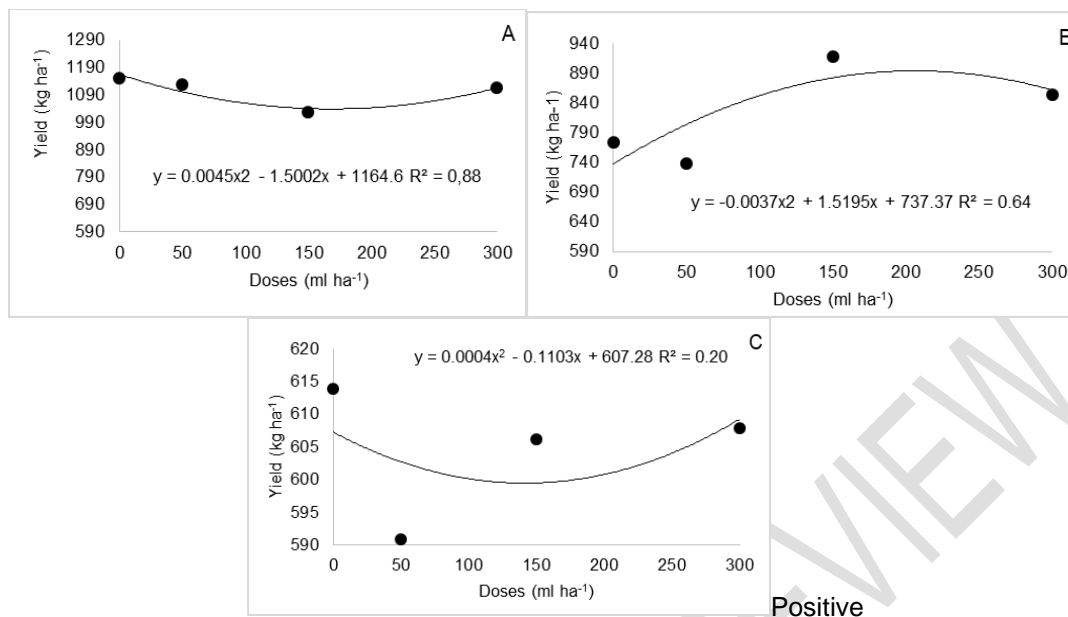 A
Yield (kg ha⁻¹)
1290
1190
1090
990
890
790
690
590
y = 0.0045x2 - 1.5002x + 1164.6 R² = 0,88
0 50 100 150 200 250 300
Doses (ml ha⁻¹)
B
Yield (kg ha-1)
940
890
840
790
740
690
640
590
y = -0.0037x2 + 1.5195x + 737.37 R² = 0.64
0 50 100 150 200 250 300
Doses (ml ha⁻¹)
C
Yield (kg ha⁻¹)
620
615
610
605
600
595
590
y = 0.0004x² - 0.1103x + 607.28 R² = 0.20
0 50 100 150 200 250 300
Doses (ml ha⁻¹)
Positive